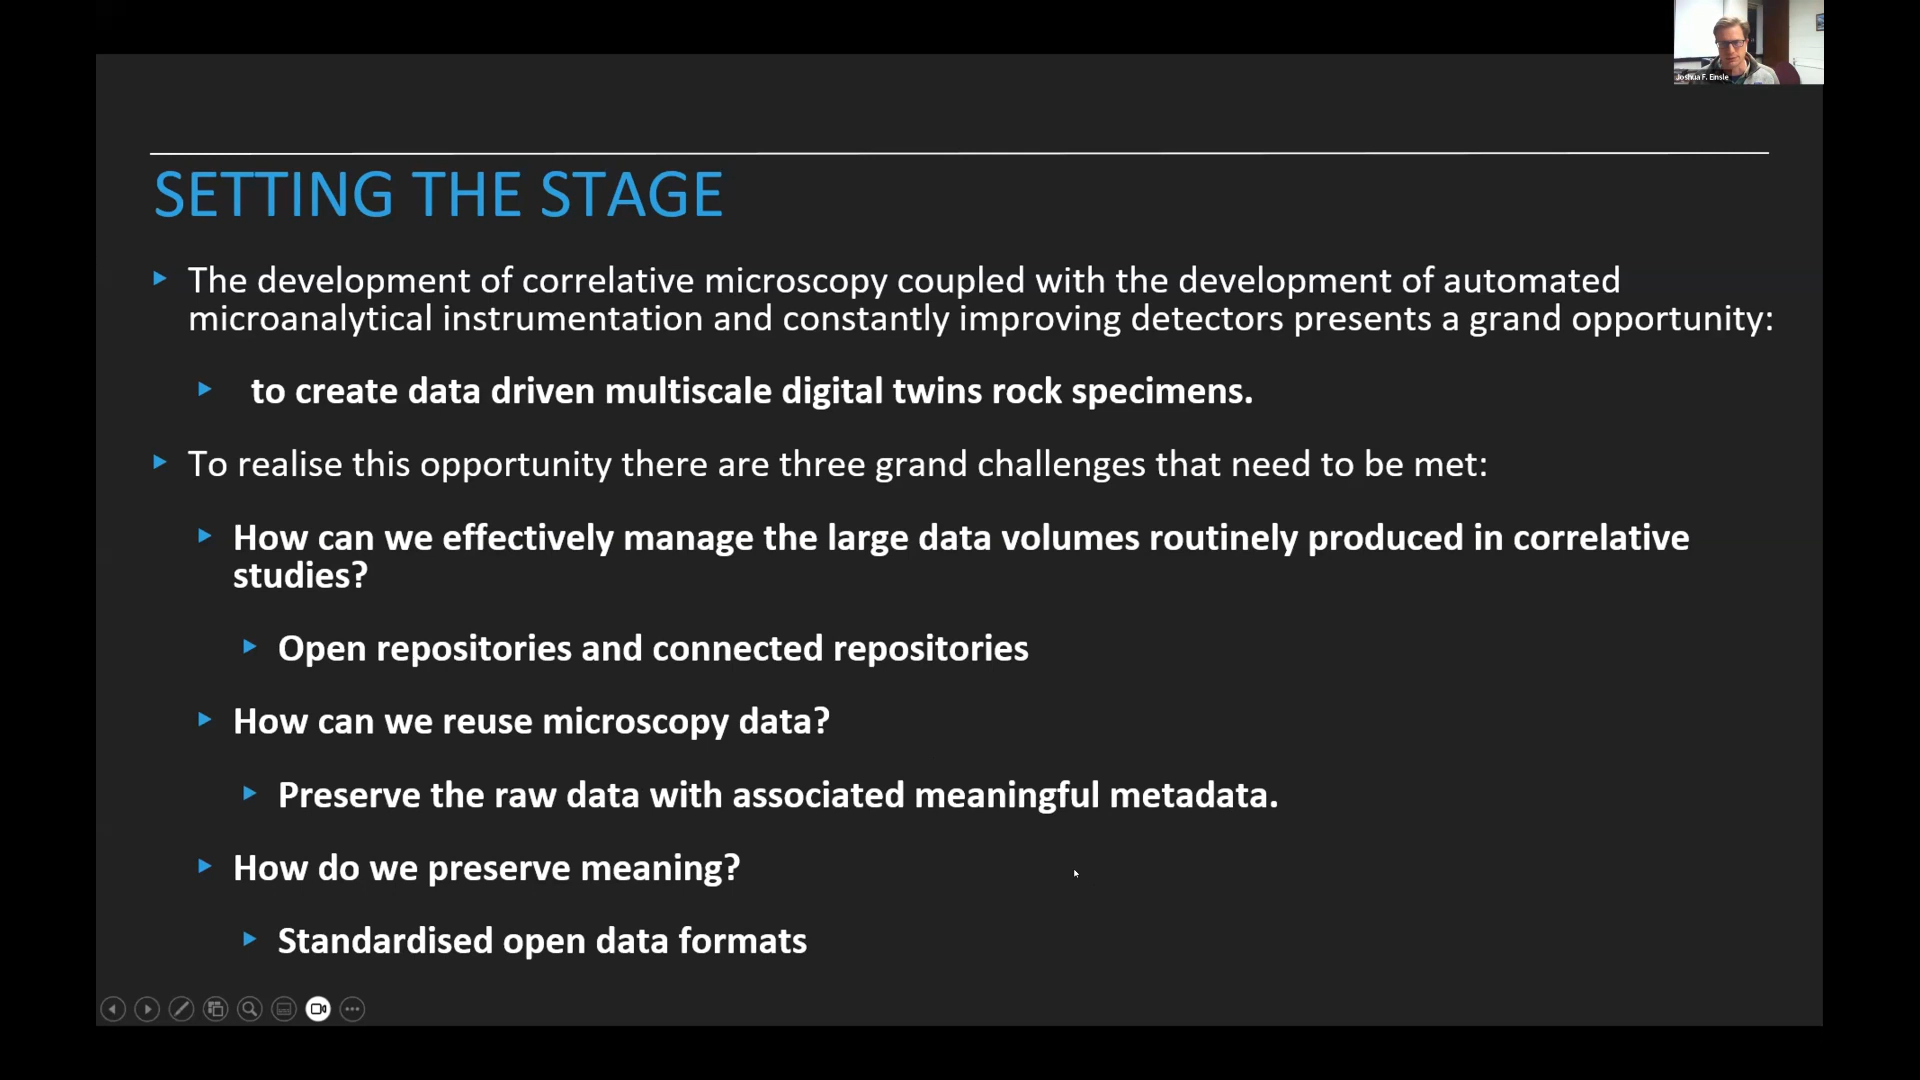 Joshua F. Einsle
SETTING THE STAGE
The development of correlative microscopy coupled with the development of automated
microanalytical instrumentation and constantly improving detectors presents a grand opportunity:
to create data driven multiscale digital twins rock specimens.
To realise this opportunity there are three grand challenges that need to be met:
How can we effectively manage the large data volumes routinely produced in correlative
studies?
Open repositories and connected repositories
How can we reuse microscopy data?
Preserve the raw data with associated meaningful metadata.
How do we preserve meaning?
Standardised open data formats